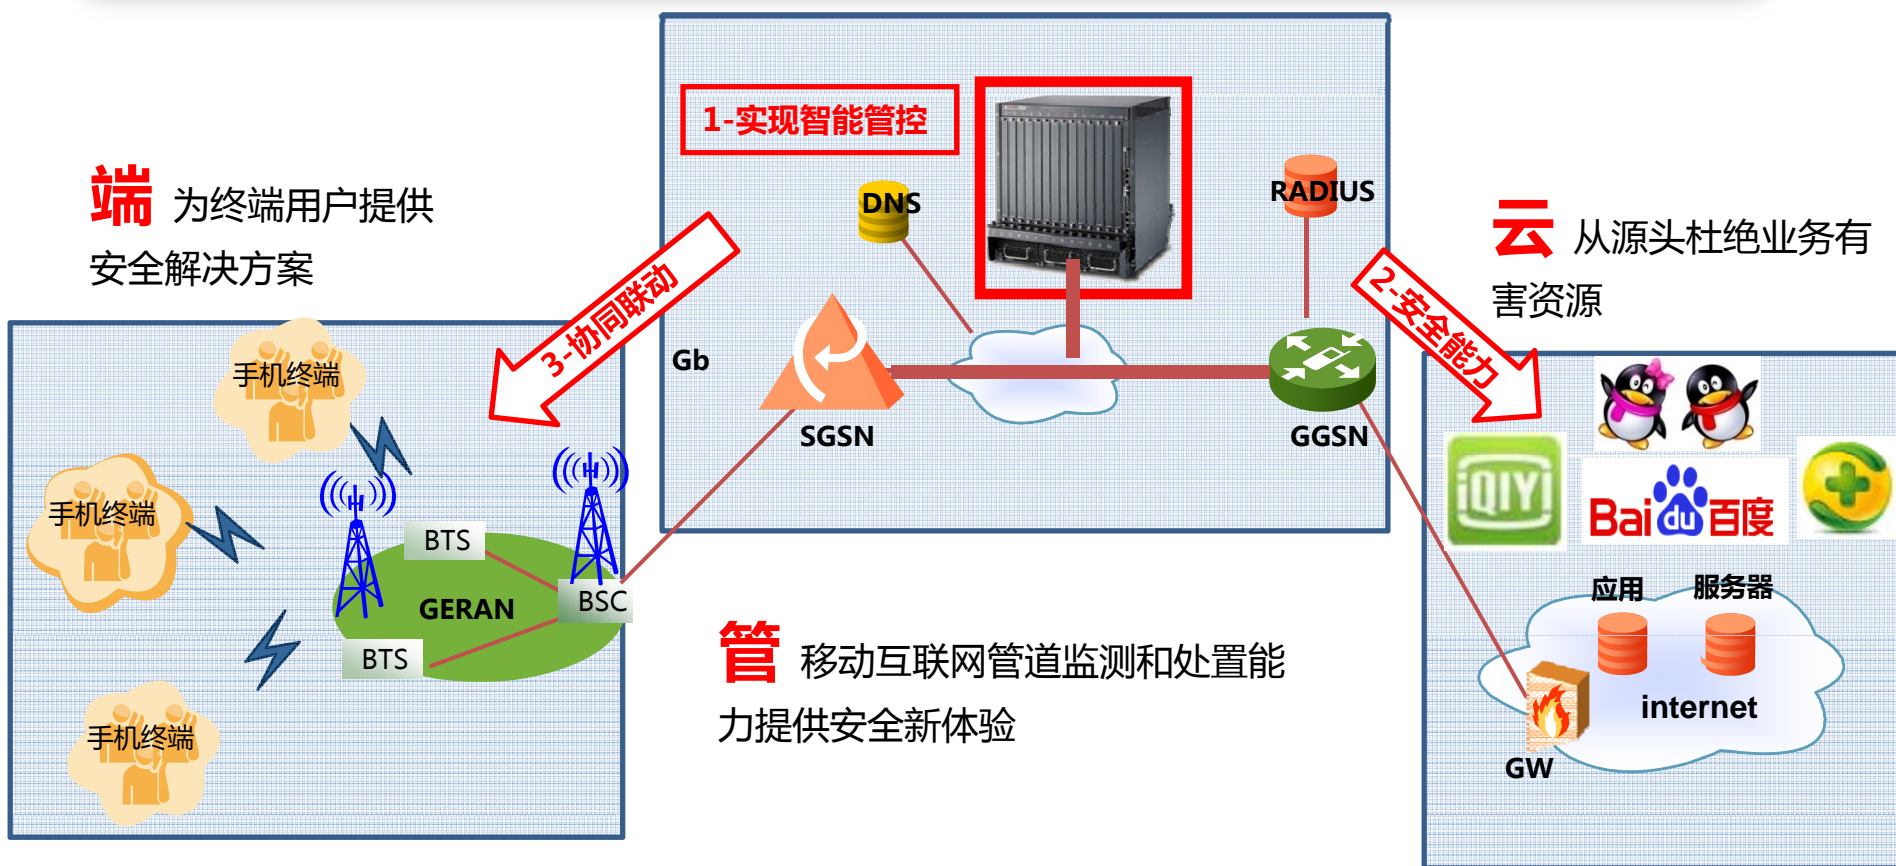 1-实现智能管控
DNS
RADIUS
端 为终端用户提供
安全解决方案
云 从源头杜绝业务有
害资源
3-协同联动
2-安全能力
Gb
SGSN
GGSN
手机终端
手机终端
手机终端
BTS
GERAN
BSC
BTS
管 移动互联网管道监测和处置能
力提供安全新体验
QIYI
Bai du 百度
应用
服务器
internet
GW